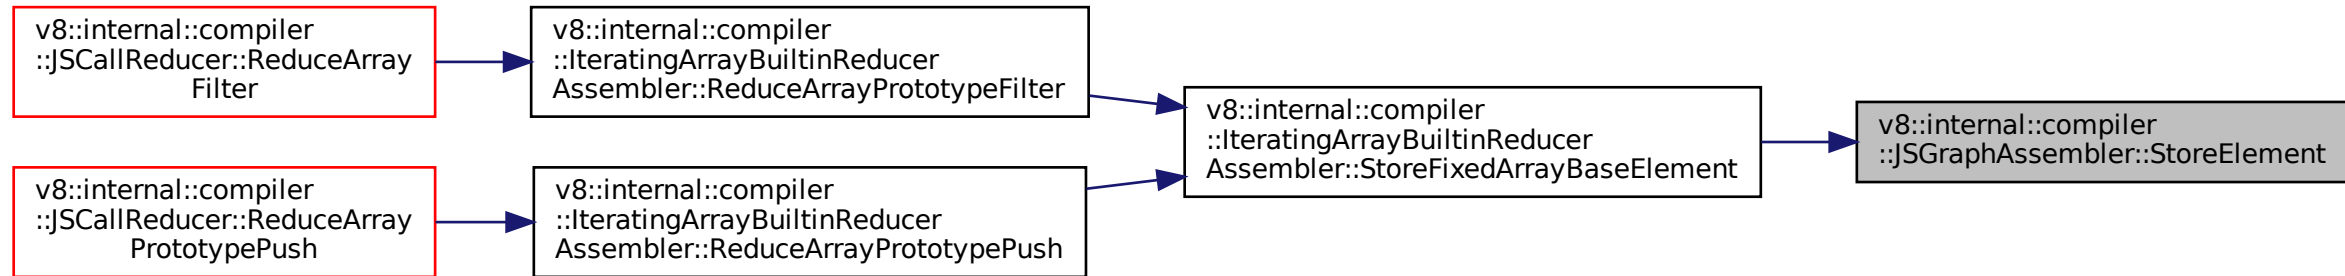 v8::internal::compiler
::JSCallReducer::ReduceArray
Filter
v8::internal::compiler
::IteratingArrayBuiltinReducer
Assembler::ReduceArrayPrototypeFilter
v8::internal::compiler
::JSCallReducer::ReduceArray
PrototypePush
v8::internal::compiler
::IteratingArrayBuiltinReducer
Assembler::ReduceArrayPrototypePush
v8::internal::compiler
::IteratingArrayBuiltinReducer
Assembler::StoreFixedArrayBaseElement
v8::internal::compiler
::JSGraphAssembler::StoreElement